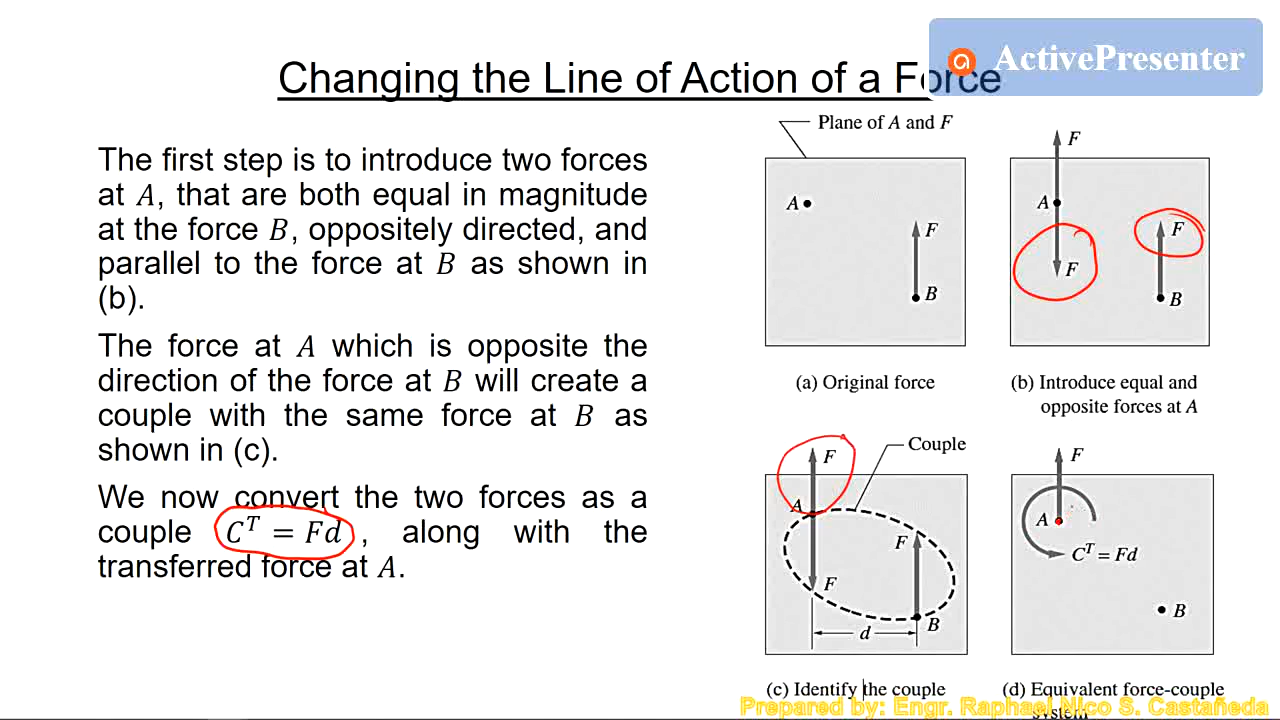 ActivePresenter
Changing the Line of Action of a Force
The first step is to introduce two forces
at A, that are both equal in magnitude
at the force B, oppositely directed, and
parallel to the force at B as shown in
(b).
The force at A which is opposite the
direction of the force at B will create a
couple with the same force at B as
shown in (c).
We now convert the two forces as a
couple C^T = Fd , along with the
transferred force at A.
Plane of A and F
A
F
B
(a) Original force
F
A
F
F
B
(b) Introduce equal and
opposite forces at A
Couple
F
A
F
F
B
d
(c) Identify the couple
F
A
C^T = Fd
B
(d) Equivalent force-couple
system
Prepared by: Engr. Raphael Nico S. Castañeda